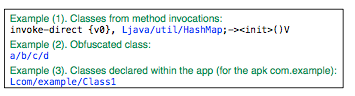 Example (1). Classes from method invocations:
invoke-direct {v0}, Ljava/util/HashMap;-><init>()V
Example (2). Obfuscated class:
a/b/c/d
Example (3). Classes declared within the app (for the apk com.example):
Lcom/example/Class1